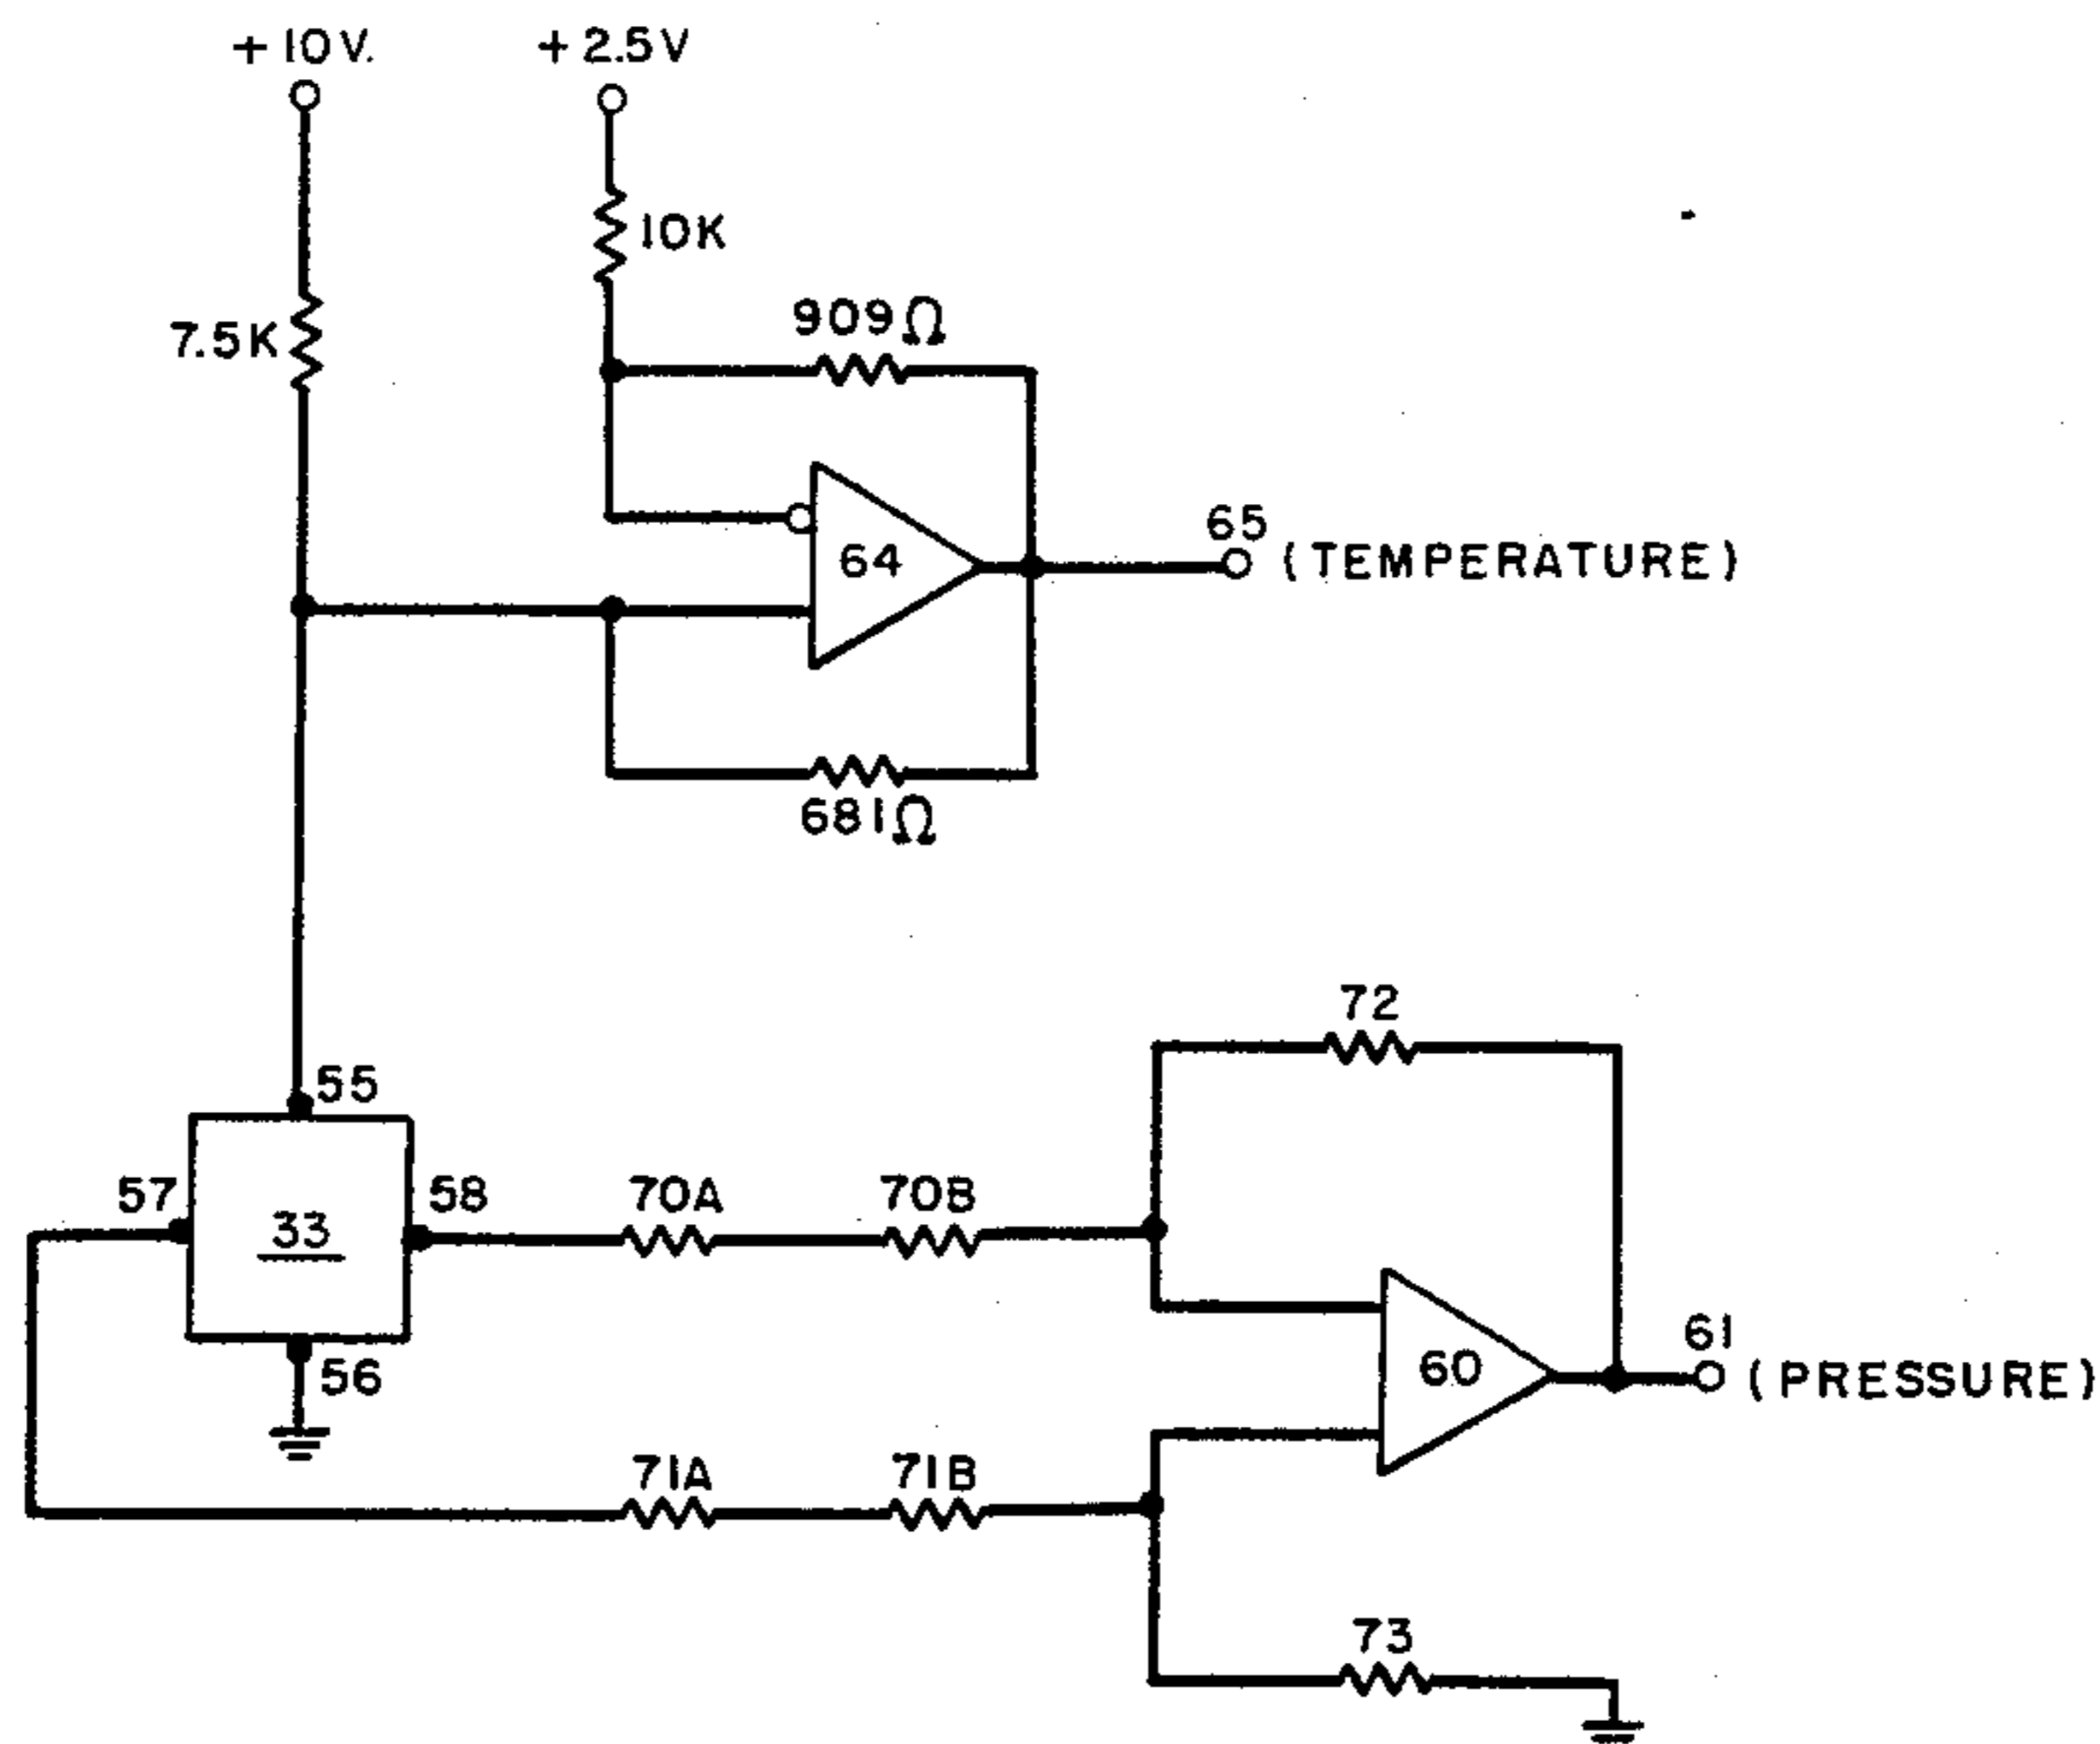 +10V.
+2.5V
10K
909Ω
7.5K
65
(TEMPERATURE)
64
681Ω
72
55
57
58
70A
70B
33
61
(PRESSURE)
60
56
71A
71B
73